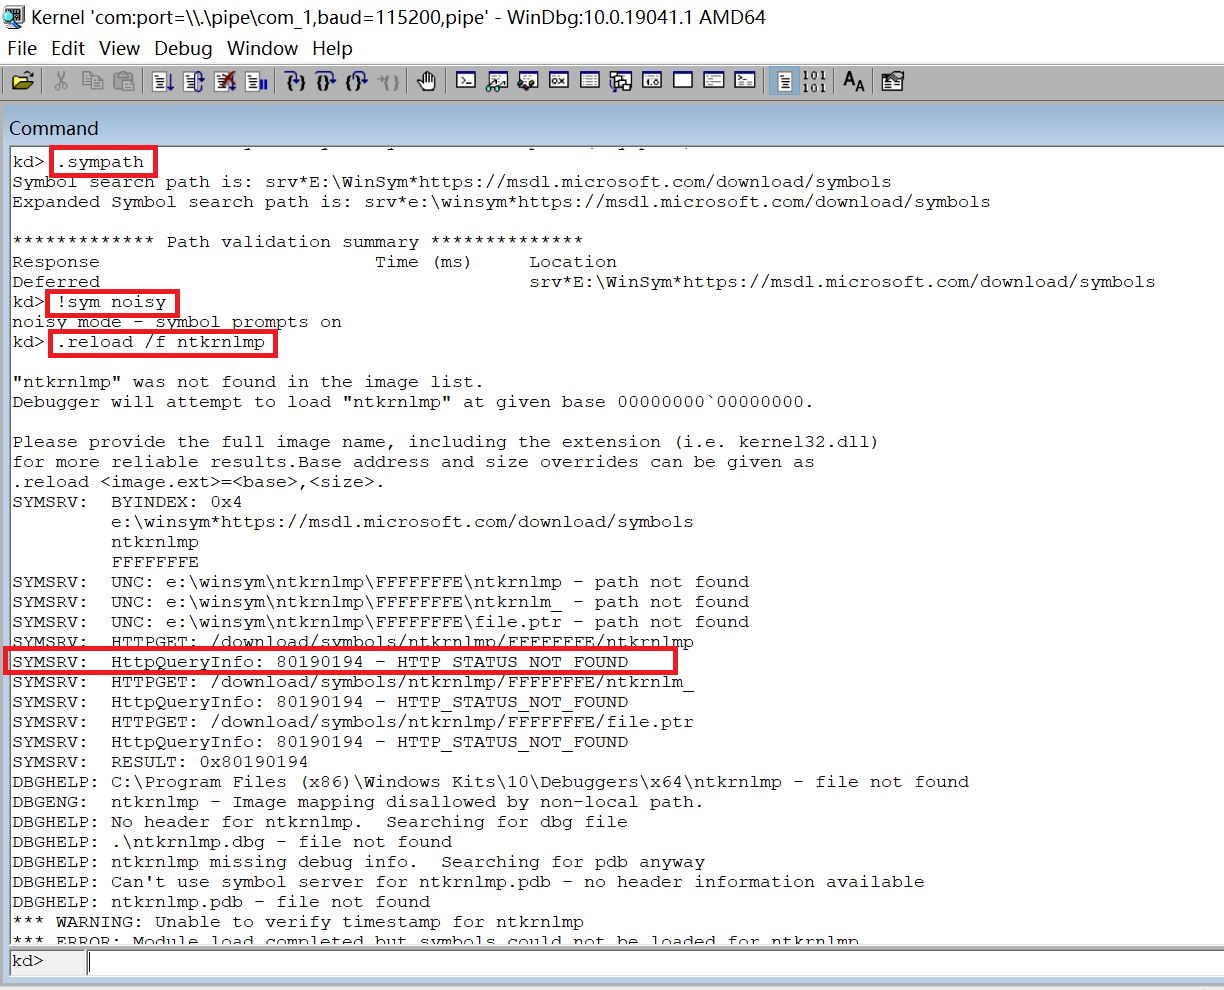 Kernel 'com:port=\\.\pipe\com_1,baud=115200,pipe' - WinDbg:10.0.19041.1 AMD64
File Edit View Debug Window Help
101
101
AA
Command
kd> .sympath
Symbol search path is: srv*E:\WinSym*https://msdl.microsoft.com/download/symbols
Expanded Symbol search path is: srv*e:\winsym*https://msdl.microsoft.com/download/symbols
************* Path validation summary **************
Response Time (ms) Location
Deferred srv*E:\WinSym*https://msdl.microsoft.com/download/symbols
kd> !sym noisy
noisy mode - symbol prompts on
kd> .reload /f ntkrnlmp
"ntkrnlmp" was not found in the image list.
Debugger will attempt to load "ntkrnlmp" at given base 00000000`00000000.
Please provide the full image name, including the extension (i.e. kernel32.dll)
for more reliable results.Base address and size overrides can be given as
.reload <image.ext>=<base>,<size>.
SYMSRV: BYINDEX: 0x4
e:\winsym*https://msdl.microsoft.com/download/symbols
ntkrnlmp
FFFFFFFE
SYMSRV: UNC: e:\winsym\ntkrnlmp\FFFFFFFE\ntkrnlmp - path not found
SYMSRV: UNC: e:\winsym\ntkrnlmp\FFFFFFFE\ntkrnlm_ - path not found
SYMSRV: UNC: e:\winsym\ntkrnlmp\FFFFFFFE\file.ptr - path not found
SYMSRV: HTTPGET: /download/symbols/ntkrnlmp/FFFFFFFE/ntkrnlmp
SYMSRV: HttpQueryInfo: 80190194 - HTTP_STATUS_NOT_FOUND
SYMSRV: HTTPGET: /download/symbols/ntkrnlmp/FFFFFFFE/ntkrnlm_
SYMSRV: HttpQueryInfo: 80190194 - HTTP_STATUS_NOT_FOUND
SYMSRV: HTTPGET: /download/symbols/ntkrnlmp/FFFFFFFE/file.ptr
SYMSRV: HttpQueryInfo: 80190194 - HTTP_STATUS_NOT_FOUND
SYMSRV: RESULT: 0x80190194
DBGHELP: C:\Program Files (x86)\Windows Kits\10\Debuggers\x64\ntkrnlmp - file not found
DBGENG: ntkrnlmp - Image mapping disallowed by non-local path.
DBGHELP: No header for ntkrnlmp. Searching for dbg file
DBGHELP: .\ntkrnlmp.dbg - file not found
DBGHELP: ntkrnlmp missing debug info. Searching for pdb anyway
DBGHELP: Can't use symbol server for ntkrnlmp.pdb - no header information available
DBGHELP: ntkrnlmp.pdb - file not found
*** WARNING: Unable to verify timestamp for ntkrnlmp
*** ERROR: Module load completed but symbols could not be loaded for ntkrnlmp
kd>